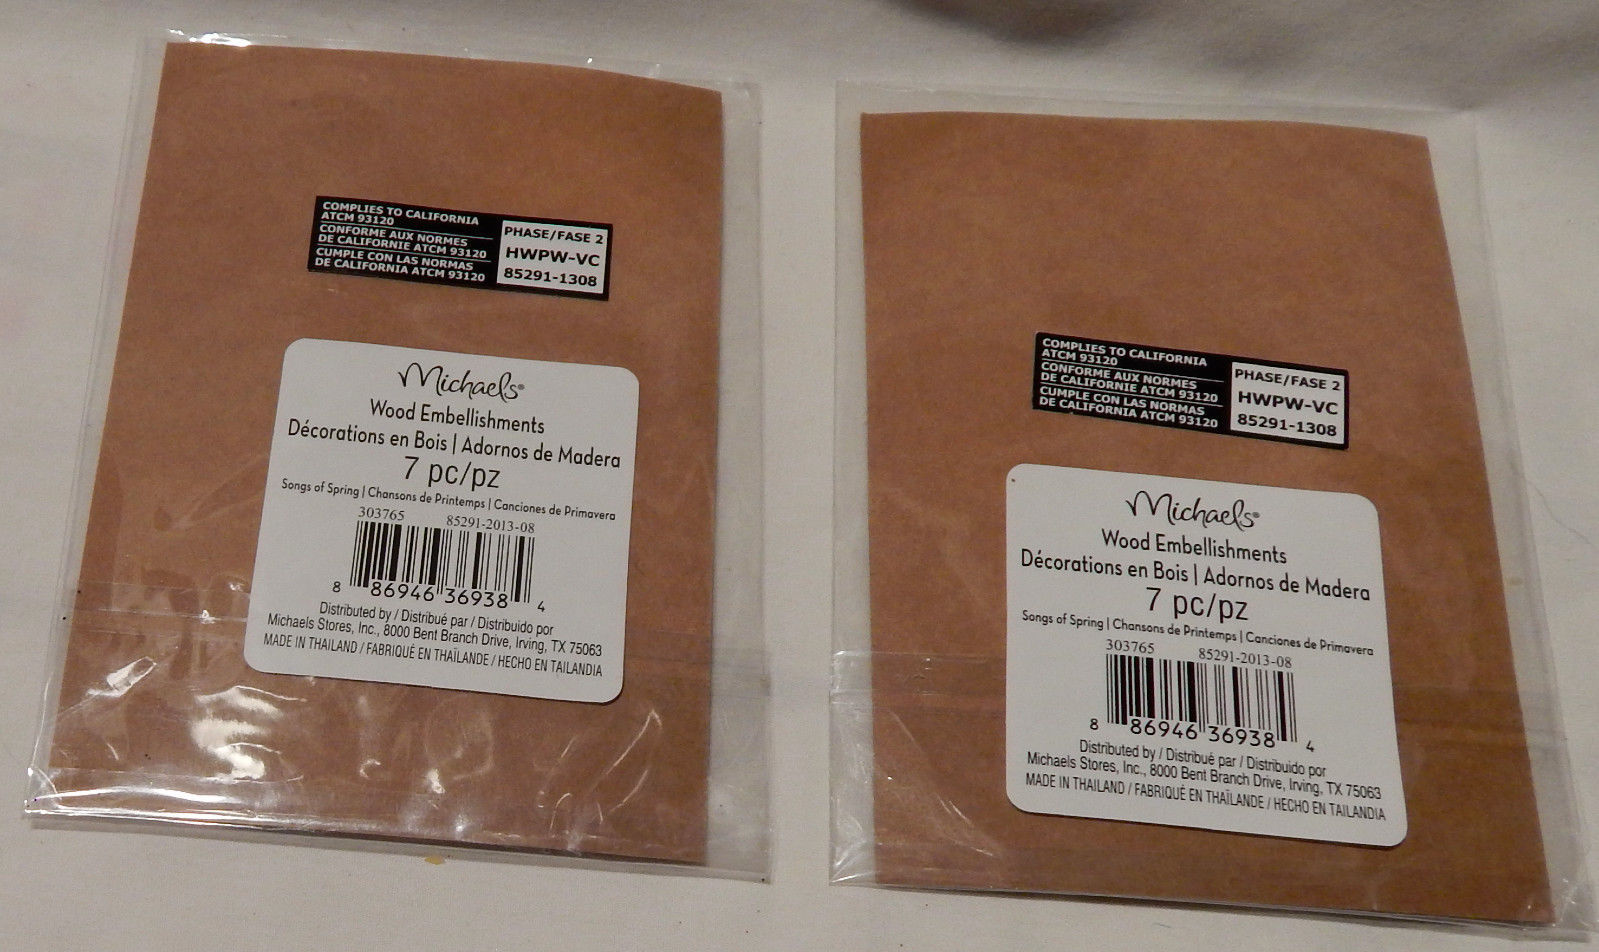 COMPLIES TO CALIFORNIA
ATCM 93120
CONFORME AUX NORMES
DE CALIFORNIE ATCM 93120
CUMPLE CON LAS NORMAS
DE CALIFORNIA ATCM 93120
PHASE/FASE 2
HWPW-VC
85291-1308
Michaels®
Wood Embellishments
Décorations en Bois | Adornos de Madera
7 pc/pz
Songs of Spring | Chansons de Printemps | Canciones de Primavera
303765 85291-2013-08
8 86946 36938 4
Distributed by / Distribué par / Distribuido por
Michaels Stores, Inc., 8000 Bent Branch Drive, Irving, TX 75063
MADE IN THAILAND / FABRIQUÉ EN THAÏLANDE / HECHO EN TAILANDIA
COMPLIES TO CALIFORNIA
ATCM 93120
CONFORME AUX NORMES
DE CALIFORNIE ATCM 93120
CUMPLE CON LAS NORMAS
DE CALIFORNIA ATCM 93120
PHASE/FASE 2
HWPW-VC
85291-1308
Michaels®
Wood Embellishments
Décorations en Bois | Adornos de Madera
7 pc/pz
Songs of Spring | Chansons de Printemps | Canciones de Primavera
303765 85291-2013-08
8 86946 36938 4
Distributed by / Distribué par / Distribuido por
Michaels Stores, Inc., 8000 Bent Branch Drive, Irving, TX 75063
MADE IN THAILAND / FABRIQUÉ EN THAÏLANDE / HECHO EN TAILANDIA